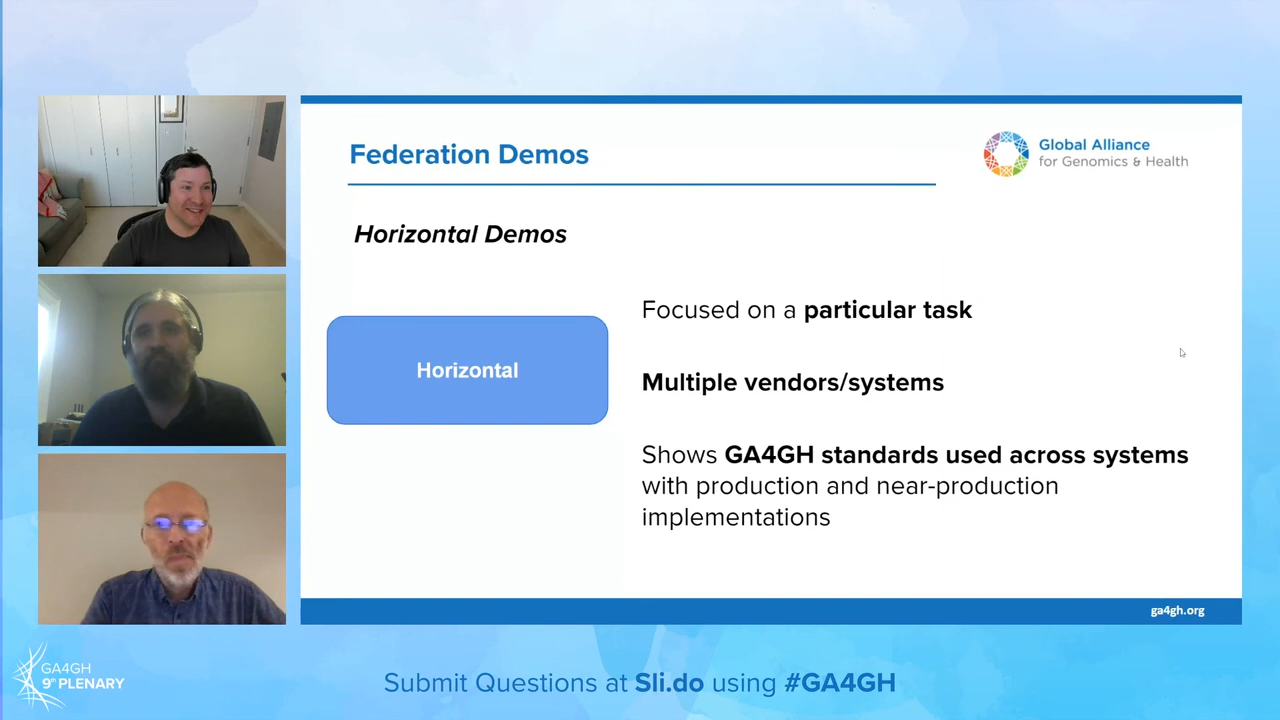 Federation Demos
Global Alliance
for Genomics & Health
Horizontal Demos
Horizontal
Focused on a particular task
Multiple vendors/systems
Shows GA4GH standards used across systems
with production and near-production
implementations
ga4gh.org
GA4GH
9th PLENARY
Submit Questions at Sli.do using #GA4GH